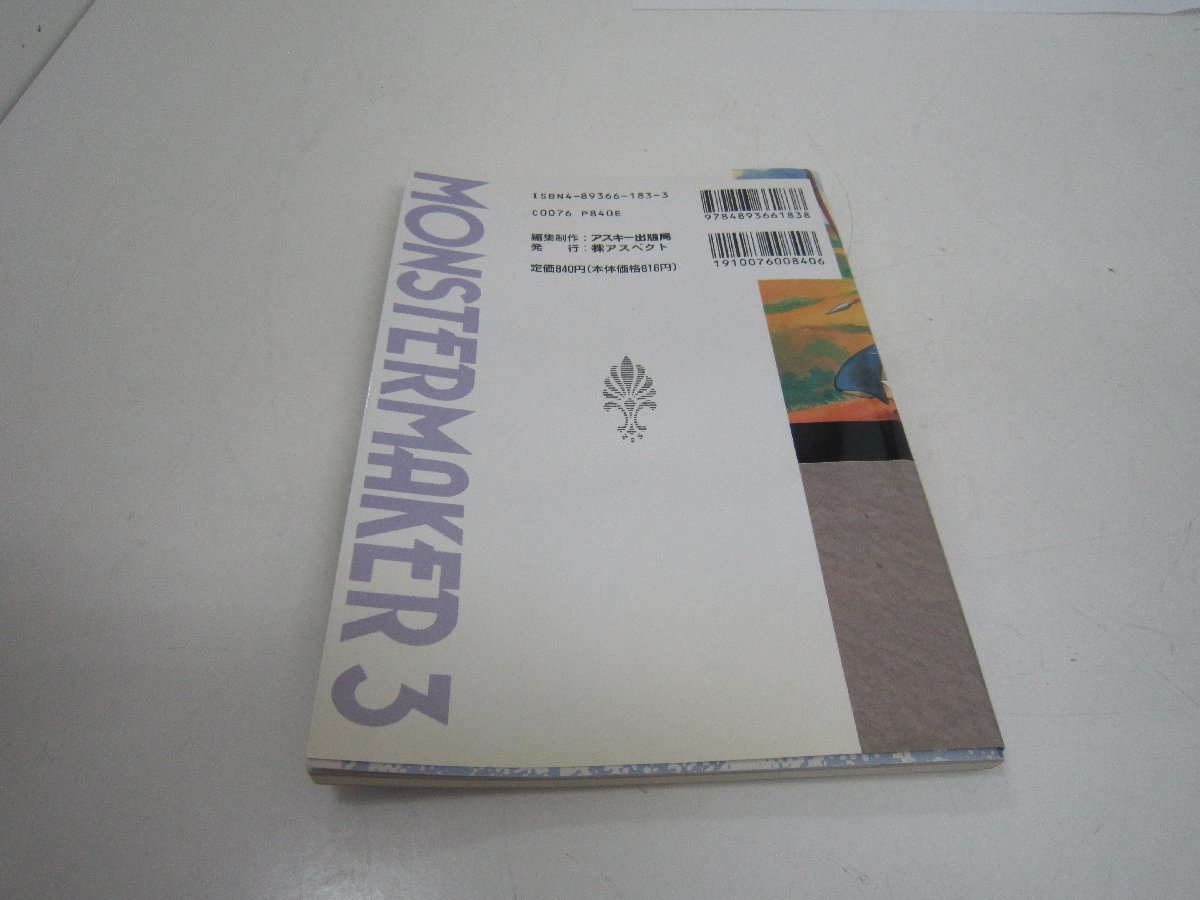 MONSTERMAKER 3
ISBN4-89366-183-3
C0076 P840E
編集制作：アスキー出版局
発　行：㈱アスペクト
定価840円(本体価格816円)
9784893661838
1910076008406